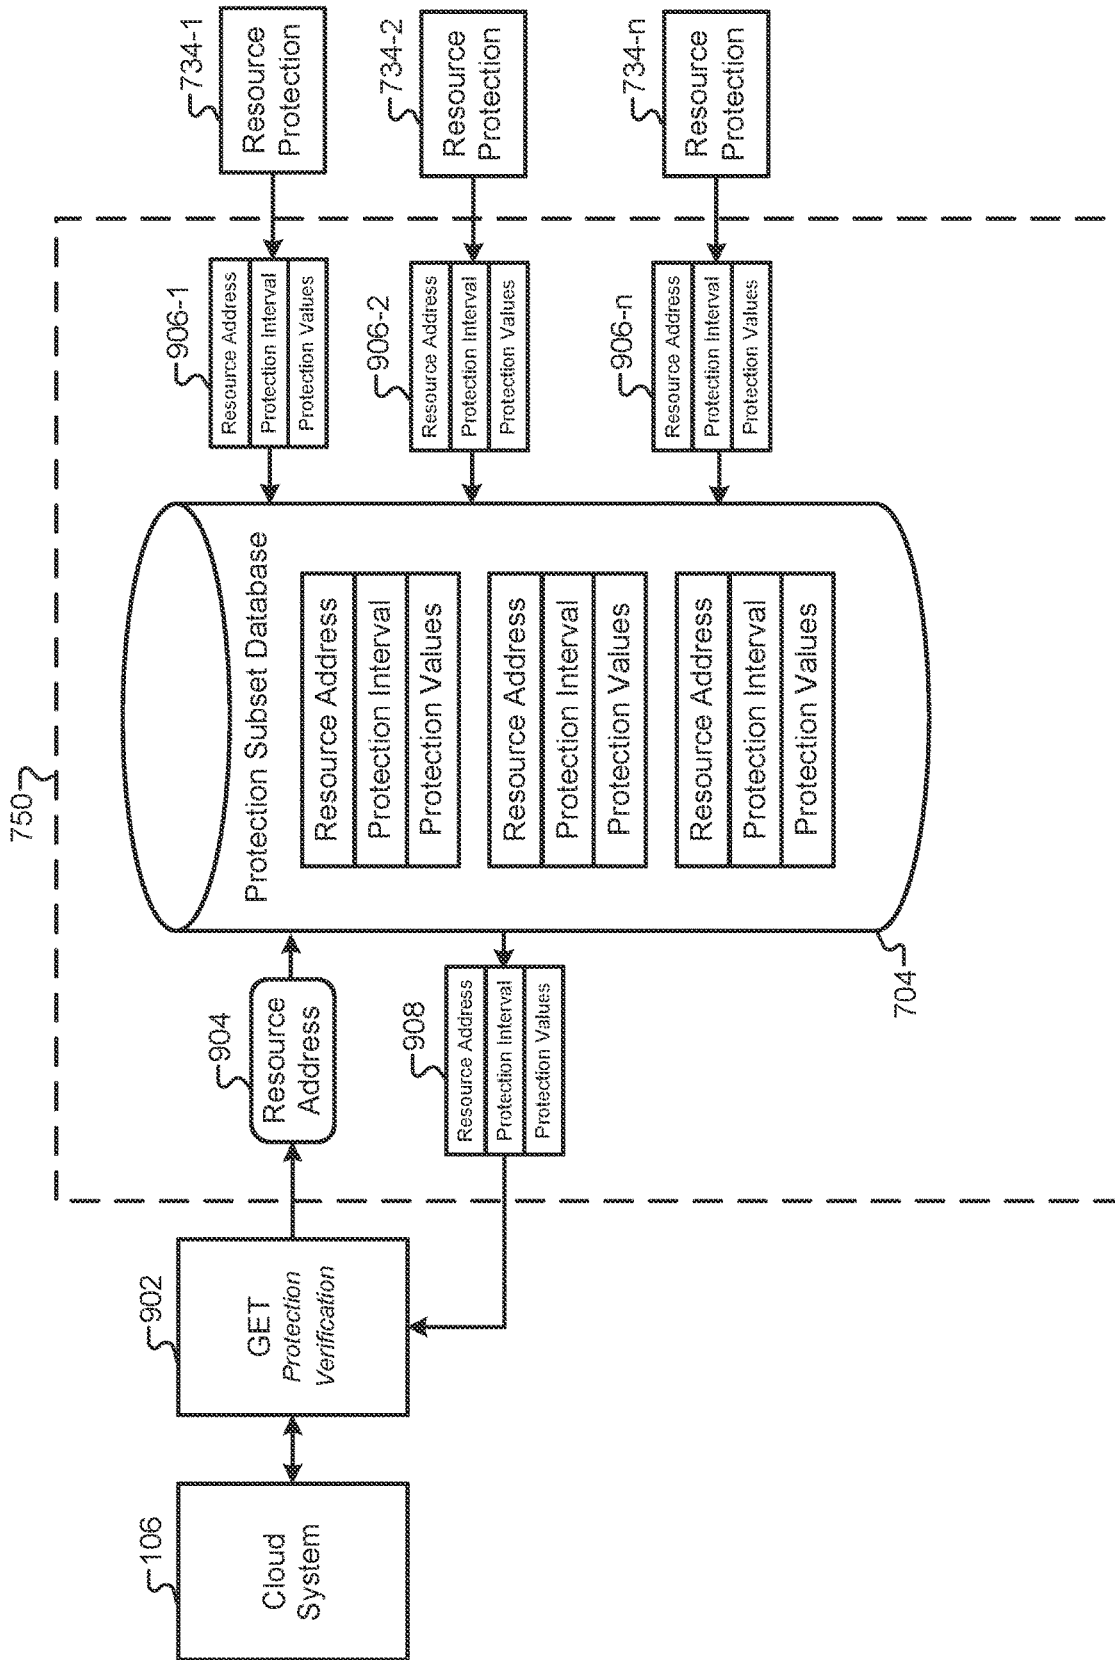 750
106
Cloud
System
902
GET
Protection
Verification
904
Resource
Address
908
Resource Address
Protection Interval
Protection Values
Protection Subset Database
Resource Address
Protection Interval
Protection Values
Resource Address
Protection Interval
Protection Values
Resource Address
Protection Interval
Protection Values
704
906-1
Resource Address
Protection Interval
Protection Values
906-2
Resource Address
Protection Interval
Protection Values
906-n
Resource Address
Protection Interval
Protection Values
734-1
Resource
Protection
734-2
Resource
Protection
734-n
Resource
Protection